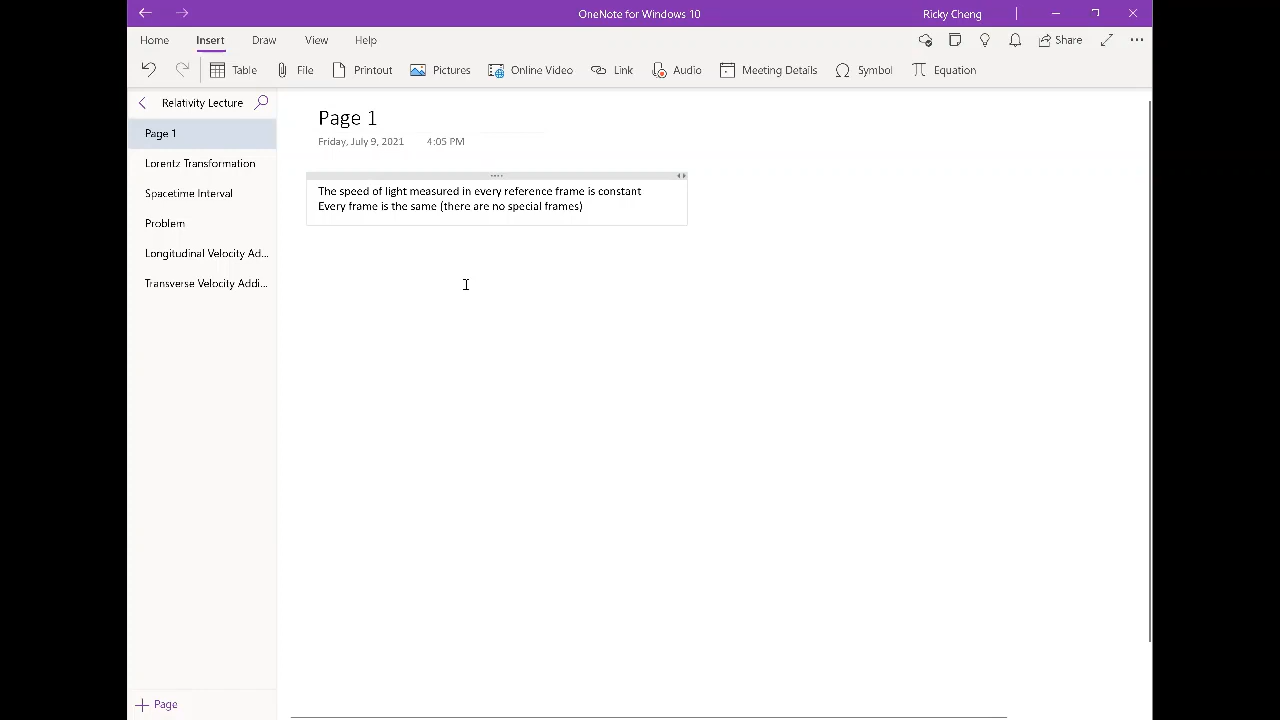 OneNote for Windows 10
Ricky Cheng
Home Insert Draw View Help
Share
Table File Printout Pictures Online Video Link Audio Meeting Details Symbol Equation
Relativity Lecture
Page 1
Lorentz Transformation
Spacetime Interval
Problem
Longitudinal Velocity Ad...
Transverse Velocity Addi...
Page 1
Friday, July 9, 2021 4:05 PM
The speed of light measured in every reference frame is constant
Every frame is the same (there are no special frames)
Page